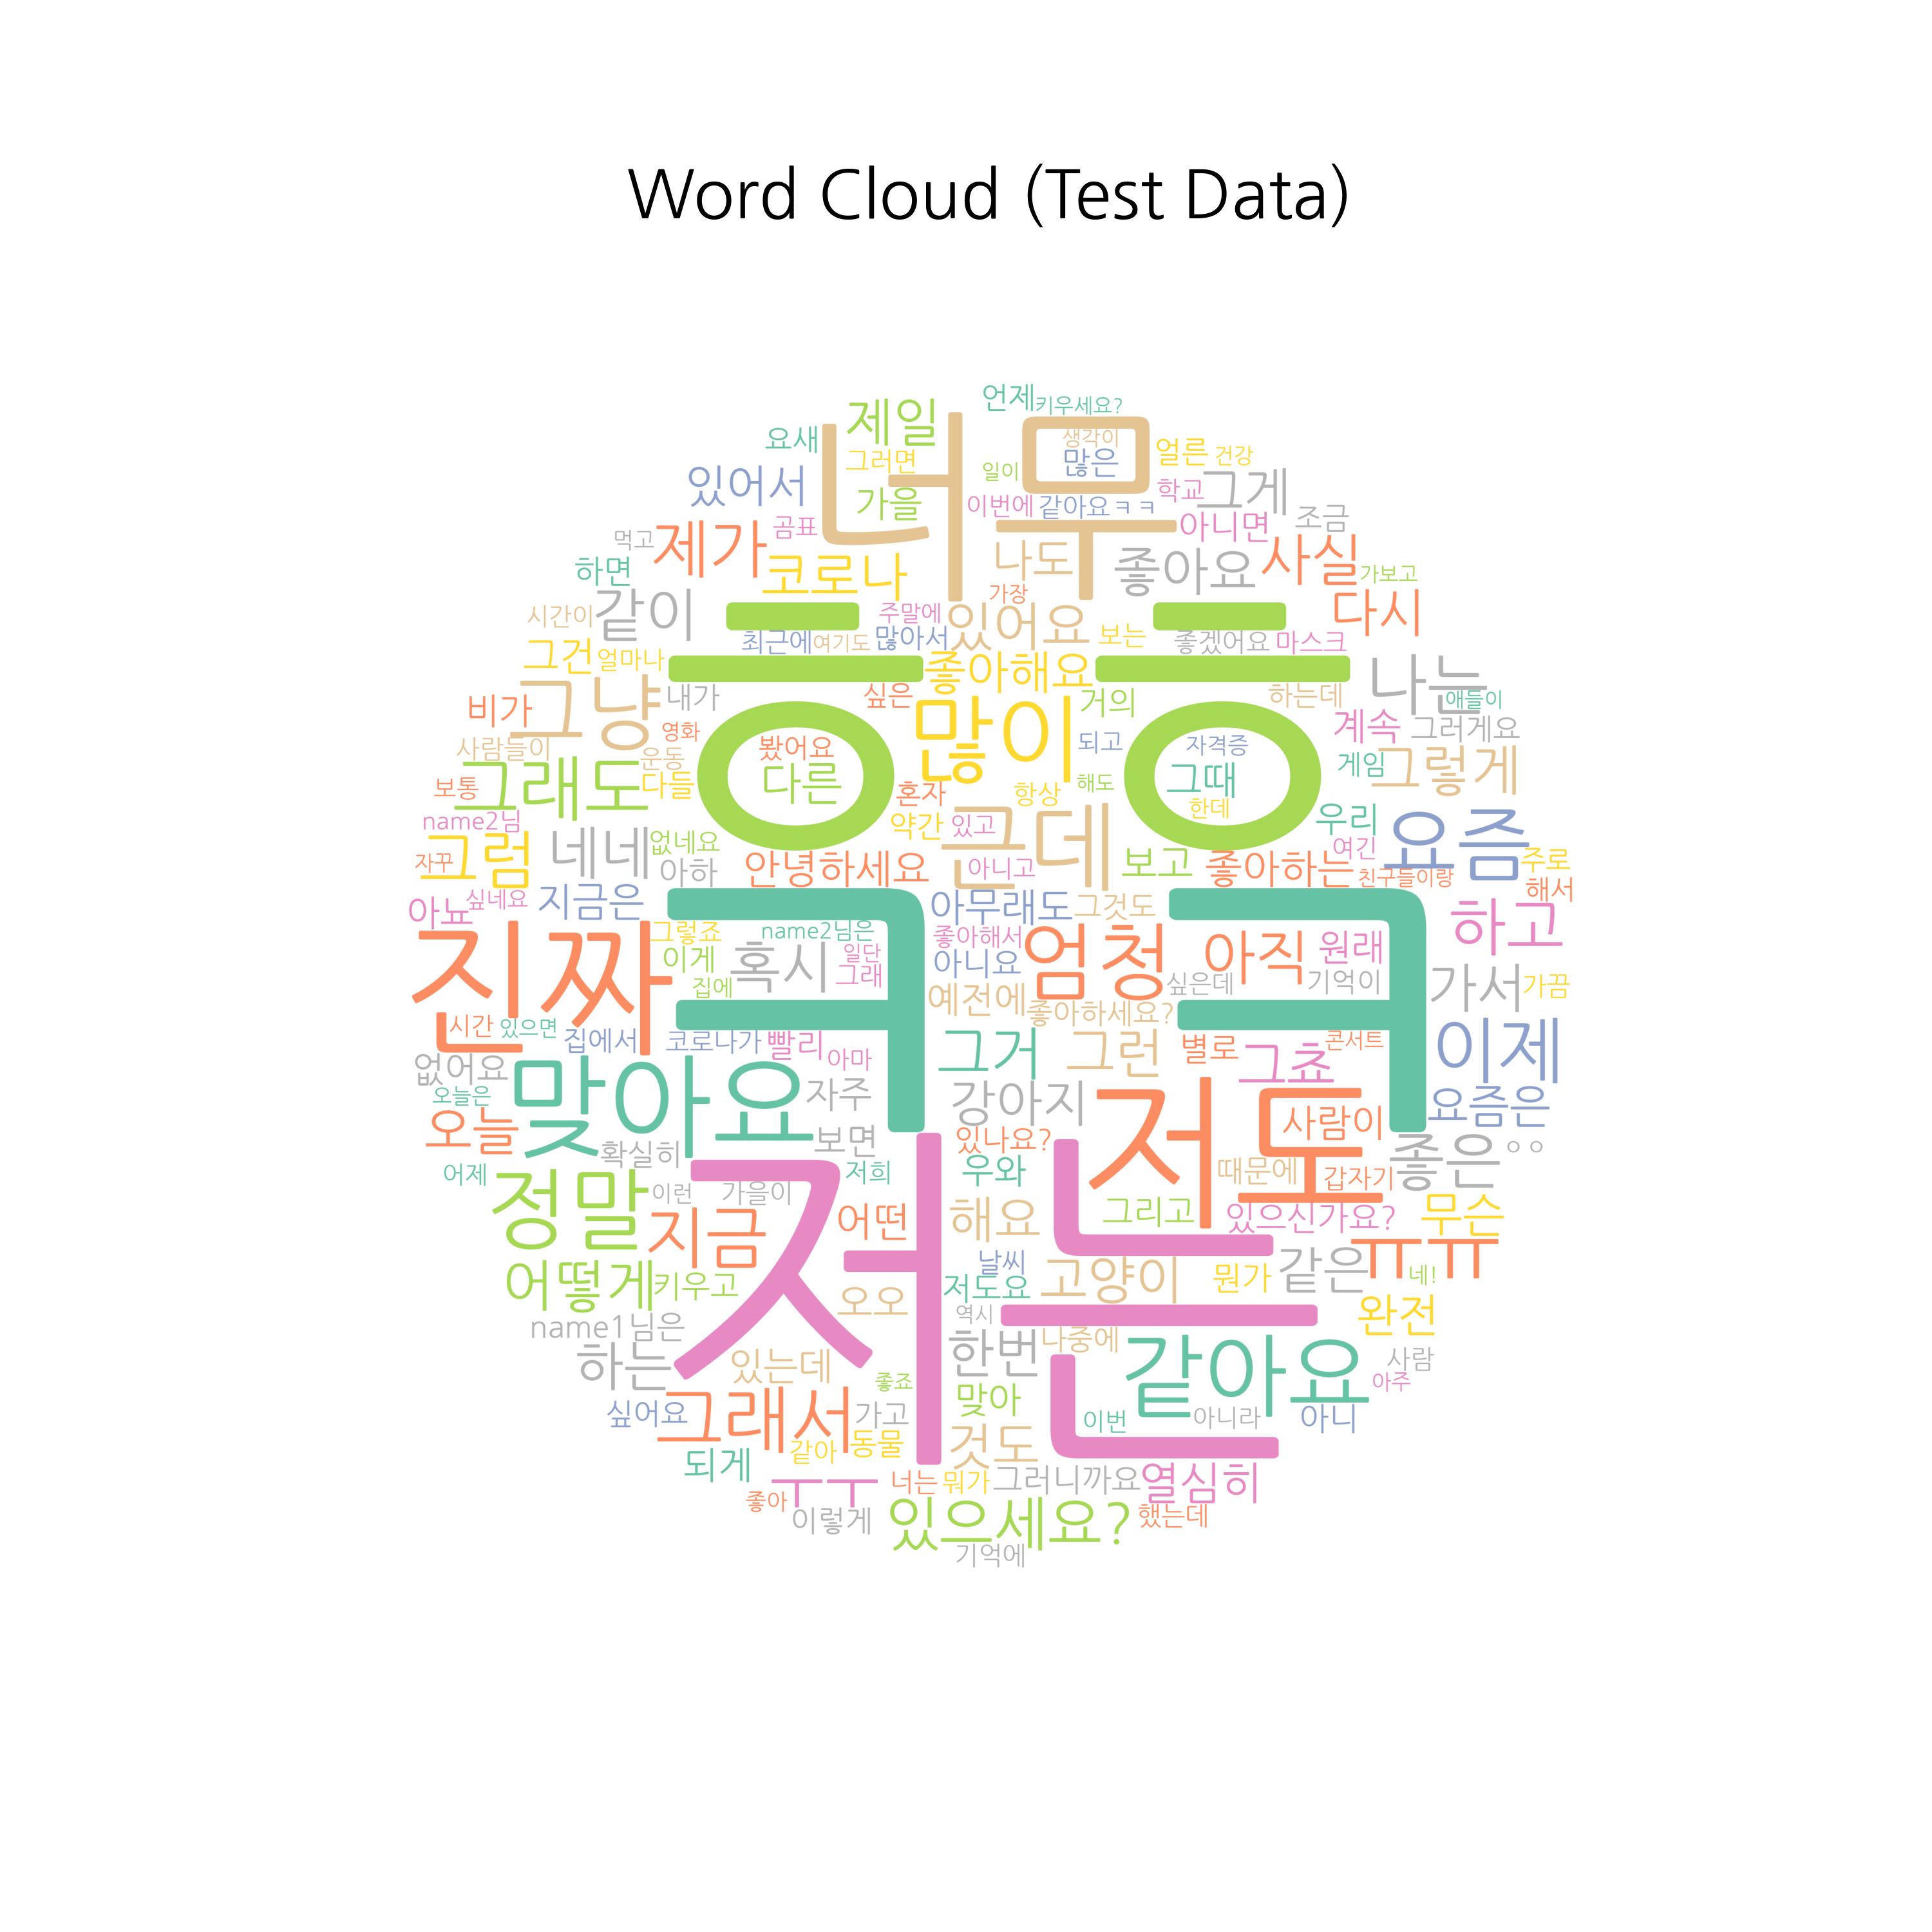 Word Cloud (Test Data)
언제 키우세요?
제일 너무 생각이
요새 그러면 많은 얼른 건강
있어서 가을 일이 이번에 같아요ㅋㅋ 학교 그게
먹고 제가 공표 아니면 조금
하면 코로나 나도 좋아요 사실 가보고
시간이 같이 주말에 가장 있어요 다시
그건 얼마나 최근에 여기도 많아서 보는 좋겠어요 마스크
흥흥
비가 그냥 내가 싶은 좋아해요 거의 하는데 나는 애들이
사람들이 영화 봤어요 많이 되고 자격증 계속 그러게요
운동
보통 그래도 다들 다른 혼자 항상 해도 그대 게임 그렇게
name2님 한데
그럼 네네 없네요 약간 있고 그데 우리 요즘
자꾸 아하 안녕하세요 아니고 보고 좋아하는 여긴 친구들이랑 주로
아노 싶네요 지금은 아무래도 그것도 해서
ㅋㅋ
진짜 그렇죠 name2님은 좋아해서 엄청 아직 원래 하고
이게 혹시 일단 아니요
집에 그래 예전에 싶은데 기억이 가서 가끔
시간 있으면 집에서 코로나가 빨리 아마 좋아하세요? 그거 그런 별로 그쵸 콘서트 이제
없어요 맞아요 자주 강아지
오늘은 저도 사람이 요즘은
오늘 확실히 보면 있나요? 좋은 ᄋᄋ
어제 정말 이런 가을이 저희 우와 때문에 갑자기
지금 어떤 해요 그리고 있으신가요? 무슨
저는
어떻게 키우고 요요 날씨 저도요 그양이 뭔가 같은 ㅠㅠ 네!
name1님은 역시 완전
하는 있는데 한번 나중에 같아요 사람
좋죠 맞아 아주
싶어요 그래서 가고 이번 아니라 아니
되게 같아 동물 것도
좋아 ㅜㅜ 너는 뭐가 그러니까요 열심히
이렇게 있으세요? 했는데
기억에